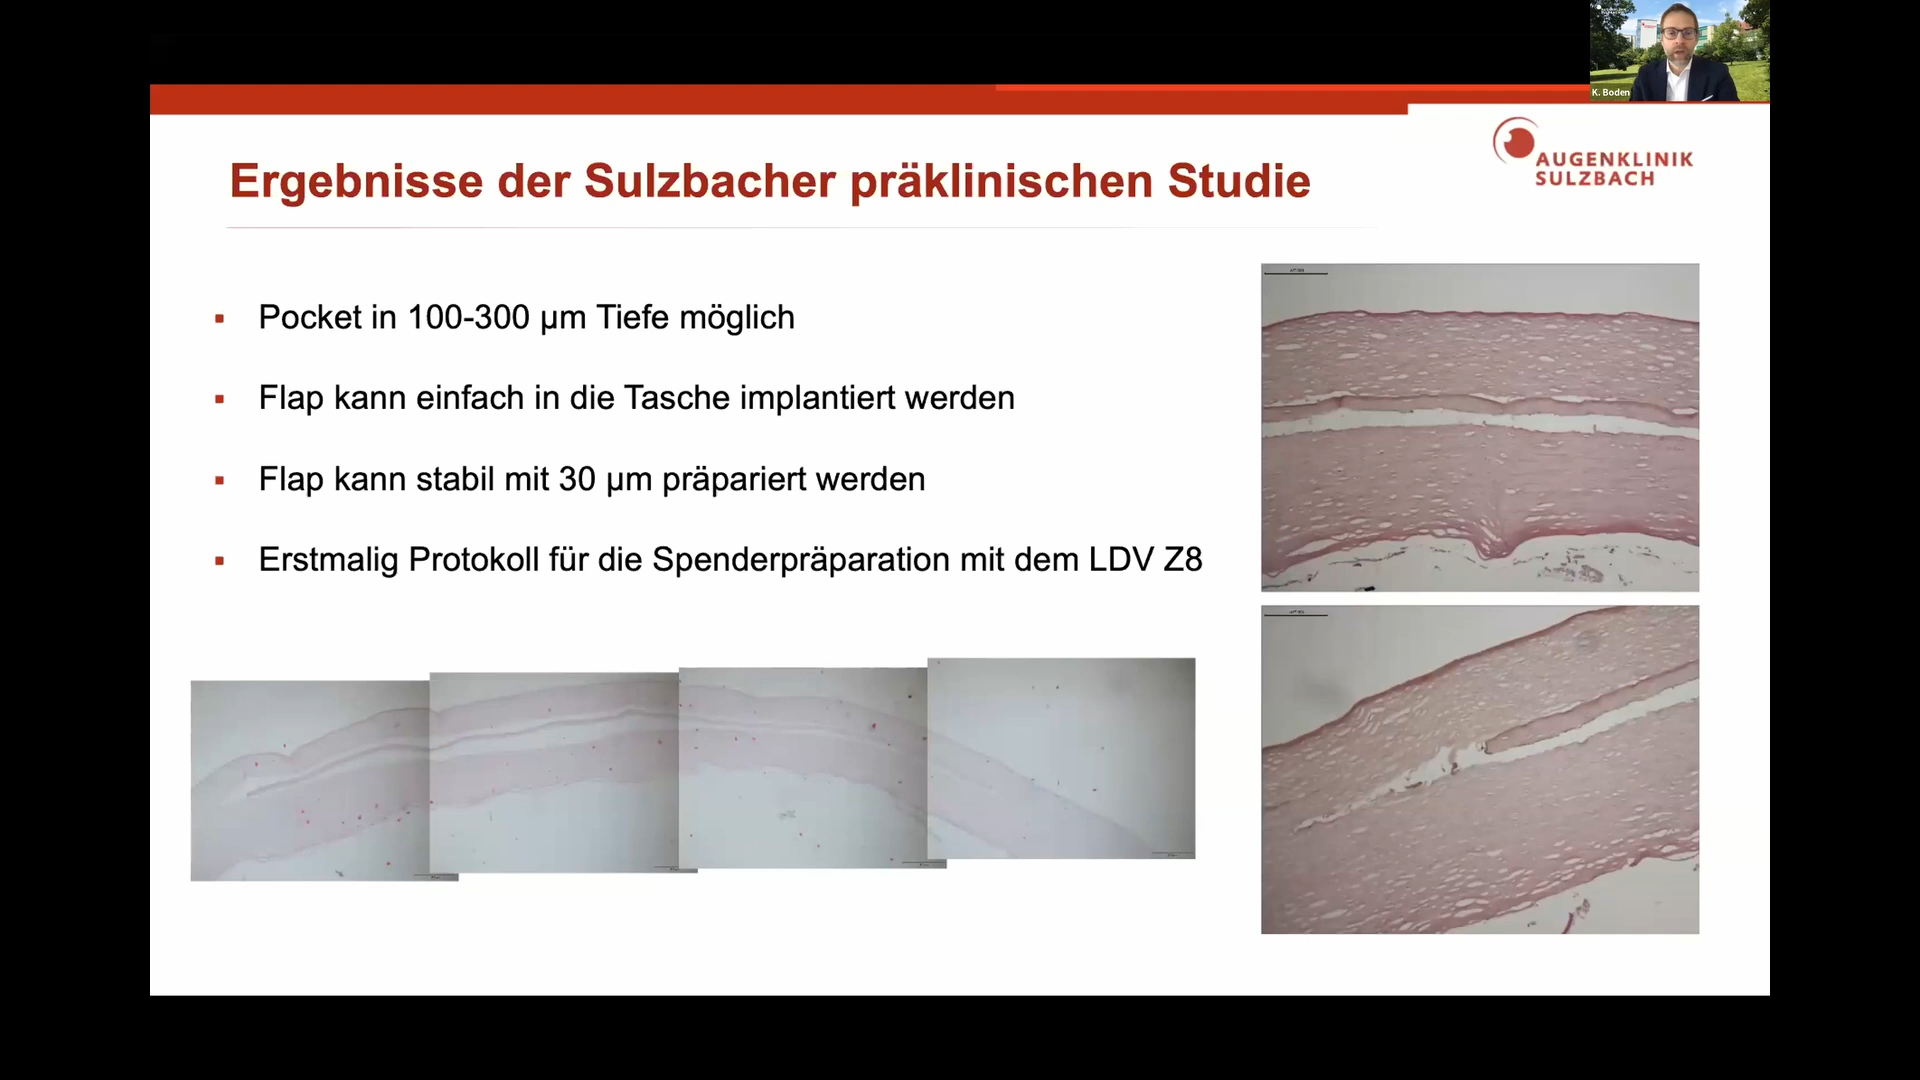 K. Boden
AUGENKLINIK
SULZBACH
Ergebnisse der Sulzbacher präklinischen Studie
Pocket in 100-300 µm Tiefe möglich
Flap kann einfach in die Tasche implantiert werden
Flap kann stabil mit 30 µm präpariert werden
Erstmalig Protokoll für die Spenderpräparation mit dem LDV Z8